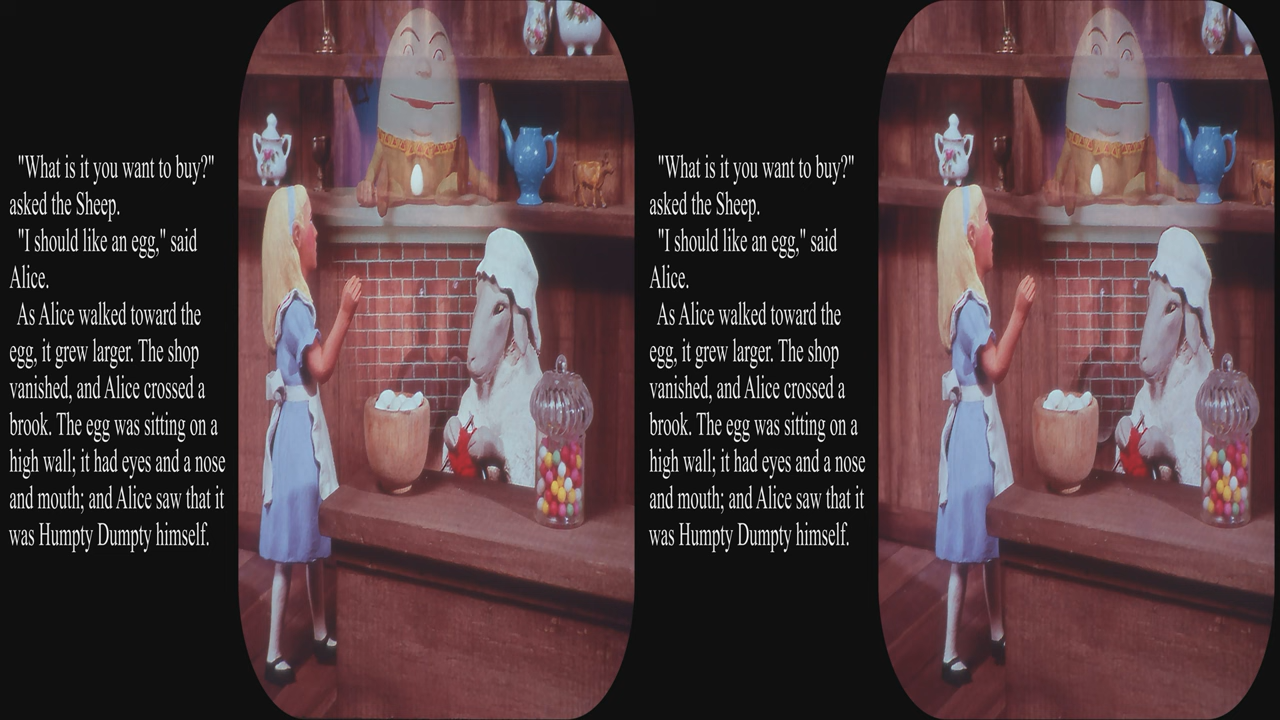 "What is it you want to buy?"
asked the Sheep.
"I should like an egg," said
Alice.
As Alice walked toward the
egg, it grew larger. The shop
vanished, and Alice crossed a
brook. The egg was sitting on a
high wall; it had eyes and a nose
and mouth; and Alice saw that it
was Humpty Dumpty himself.
"What is it you want to buy?"
asked the Sheep.
"I should like an egg," said
Alice.
As Alice walked toward the
egg, it grew larger. The shop
vanished, and Alice crossed a
brook. The egg was sitting on a
high wall; it had eyes and a nose
and mouth; and Alice saw that it
was Humpty Dumpty himself.